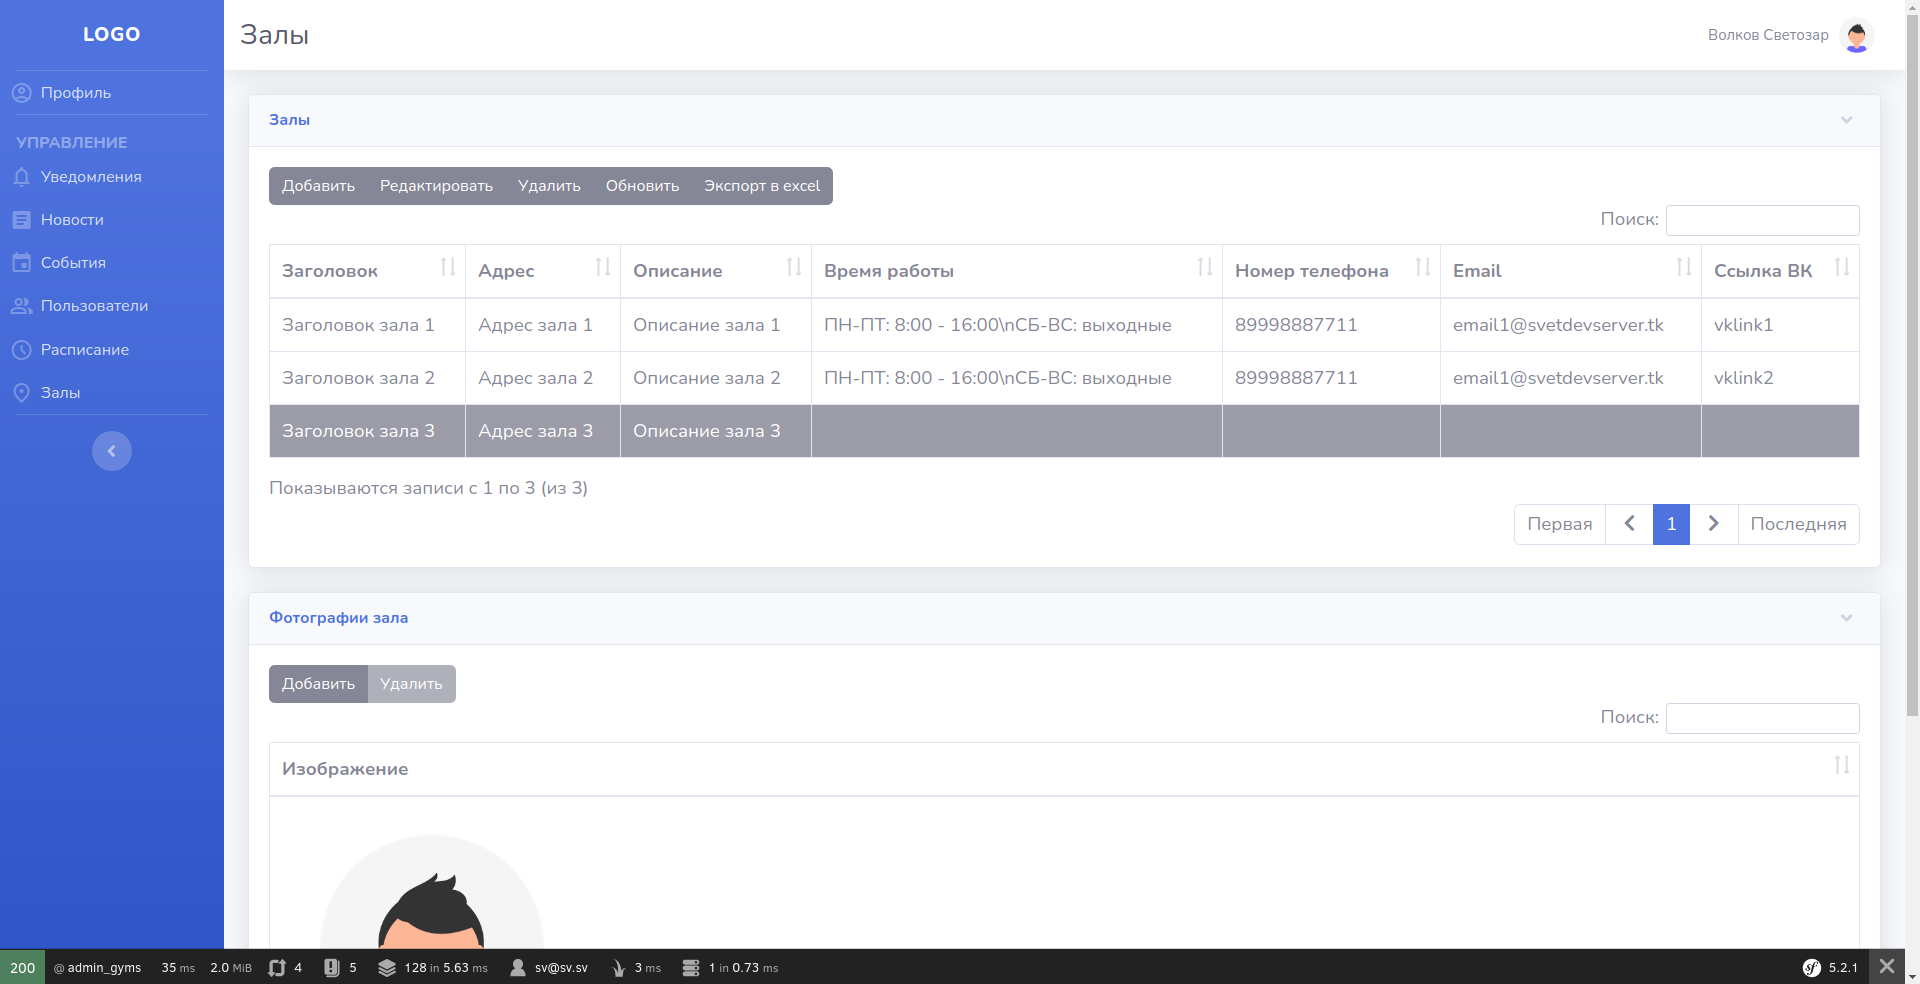 LOGO
Профиль
УПРАВЛЕНИЕ
Уведомления
Новости
События
Пользователи
Расписание
Залы
Залы
Волков Светозар
Залы
Добавить Редактировать Удалить Обновить Экспорт в excel
Поиск:
Заголовок Адрес Описание Время работы Номер телефона Email Ссылка ВК
Заголовок зала 1 Адрес зала 1 Описание зала 1 ПН-ПТ: 8:00 - 16:00\nСБ-ВС: выходные 89998887711 email1@svetdevserver.tk vklink1
Заголовок зала 2 Адрес зала 2 Описание зала 2 ПН-ПТ: 8:00 - 16:00\nСБ-ВС: выходные 89998887711 email1@svetdevserver.tk vklink2
Заголовок зала 3 Адрес зала 3 Описание зала 3
Показываются записи с 1 по 3 (из 3)
Первая 1 Последняя
Фотографии зала
Добавить Удалить
Поиск:
Изображение
200 @ admin_gyms 35 ms 2.0 MiB 4 5 128 in 5.63 ms sv@sv.sv 3 ms 1 in 0.73 ms sf 5.2.1